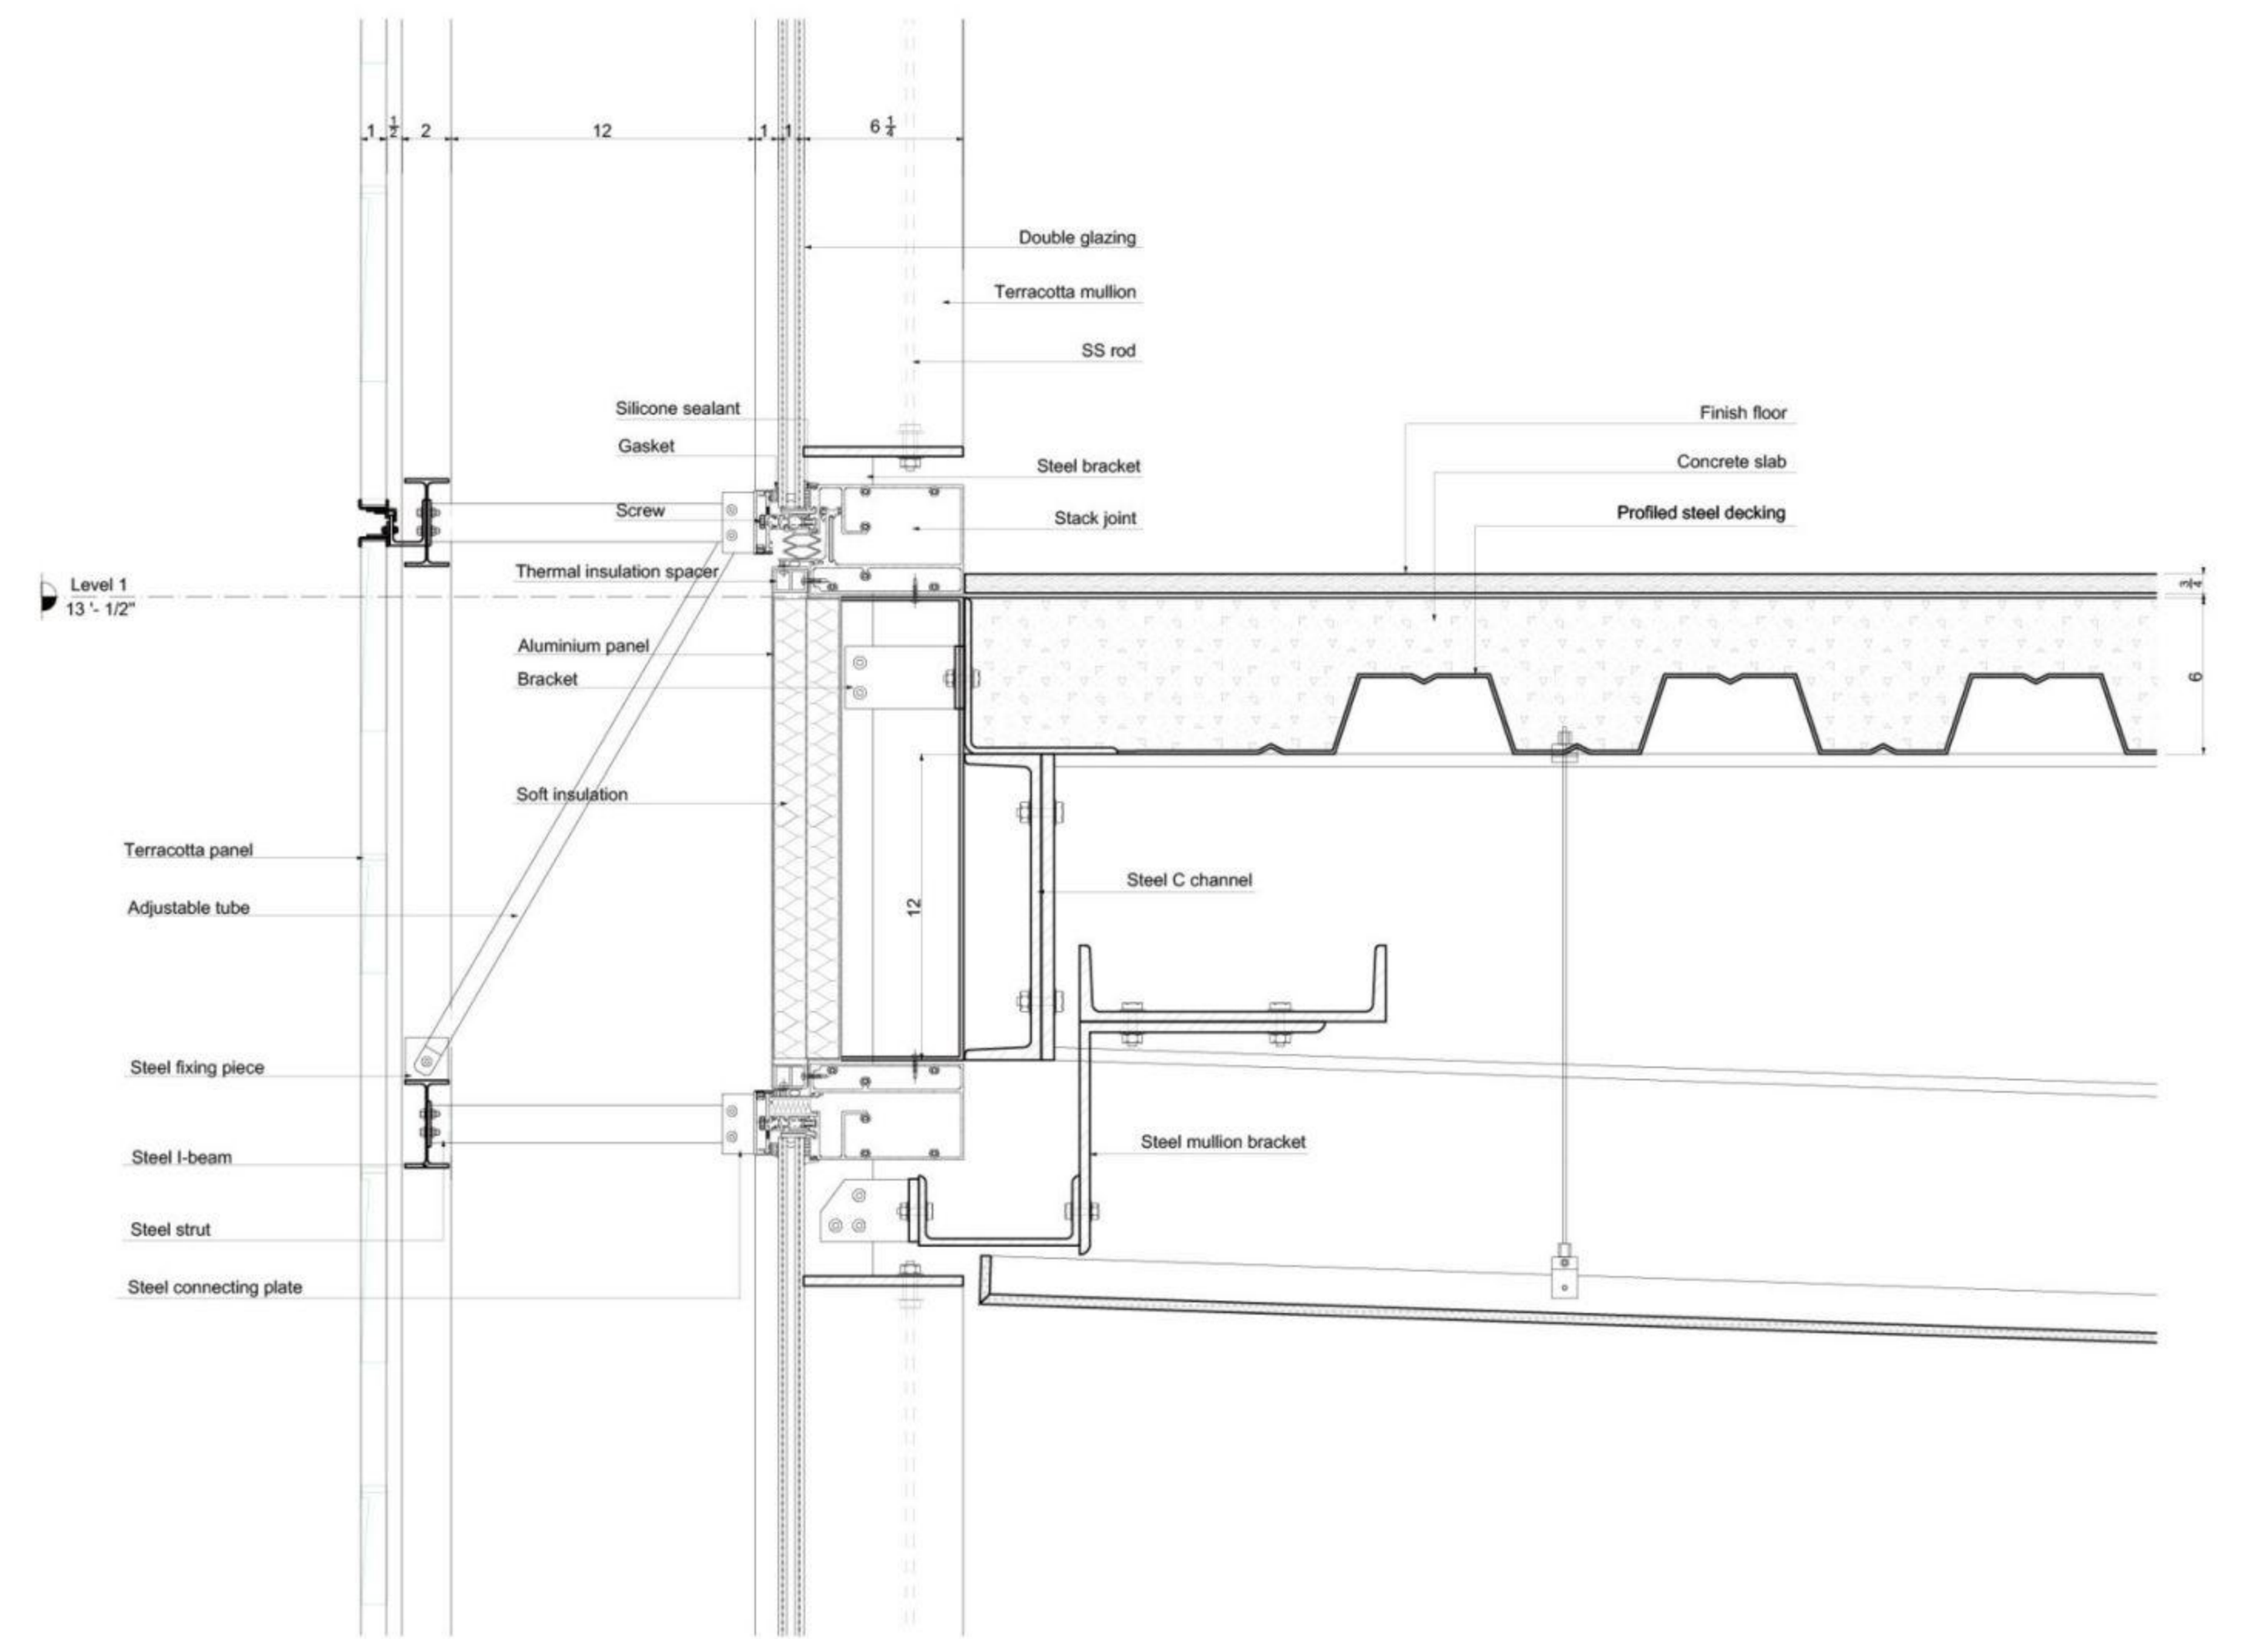 1 1/2 2 12 1 1 6 1/4
Double glazing
Terracotta mullion
SS rod
Silicone sealant
Finish floor
Gasket
Concrete slab
Steel bracket
Screw
Profiled steel decking
Stack joint
Thermal insulation spacer
Level 1
13 '- 1/2"
3/4
Aluminium panel
Bracket
6
Soft insulation
Terracotta panel
Steel C channel
Adjustable tube
12
Steel fixing piece
Steel mullion bracket
Steel I-beam
Steel strut
Steel connecting plate